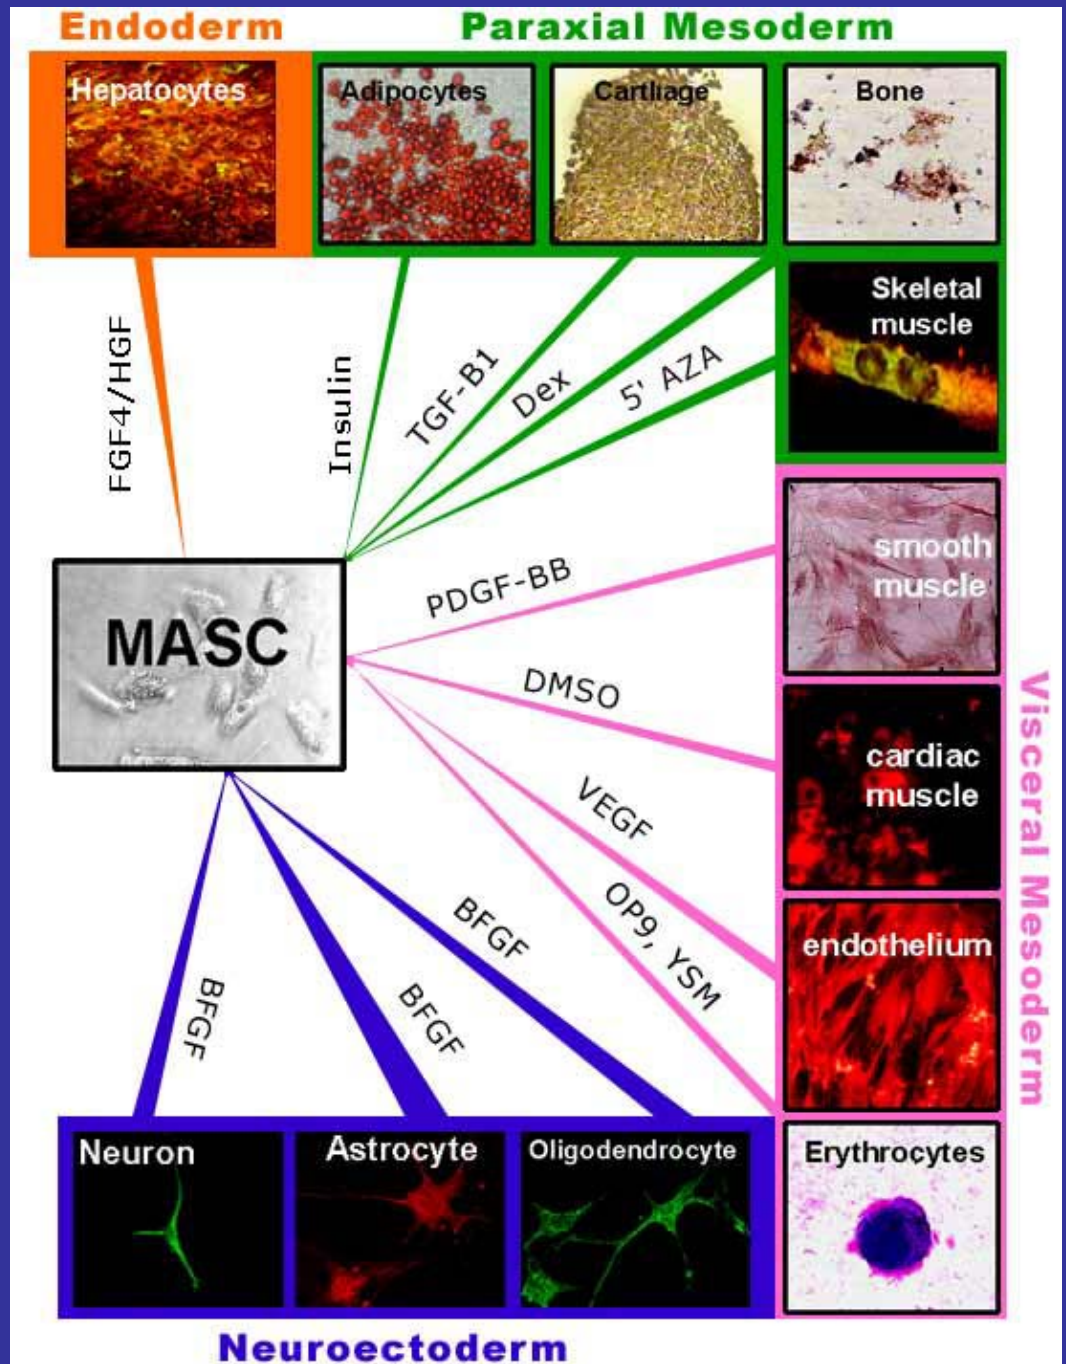 Endoderm
Paraxial Mesoderm
Hepatocytes
Adipocytes
Cartliage
Bone
Skeletal
muscle
FGF4/HGF
Insulin
TGF-B1
Dex
5' AZA
MASC
PDGF-BB
DMSO
VEGF
OP9, YSM
smooth
muscle
cardiac
muscle
endothelium
Erythrocytes
Visceral Mesoderm
BFGF
BFGF
BFGF
Neuron
Astrocyte
Oligodendrocyte
Neuroectoderm